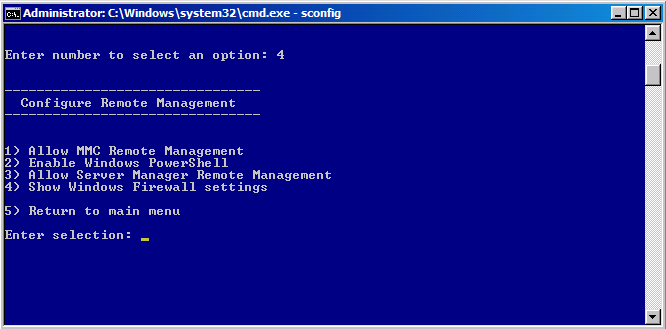 Administrator: C:\Windows\system32\cmd.exe - sconfig
Enter number to select an option: 4
--------------------------------
Configure Remote Management
--------------------------------
1) Allow MMC Remote Management
2) Enable Windows PowerShell
3) Allow Server Manager Remote Management
4) Show Windows Firewall settings
5) Return to main menu
Enter selection: _